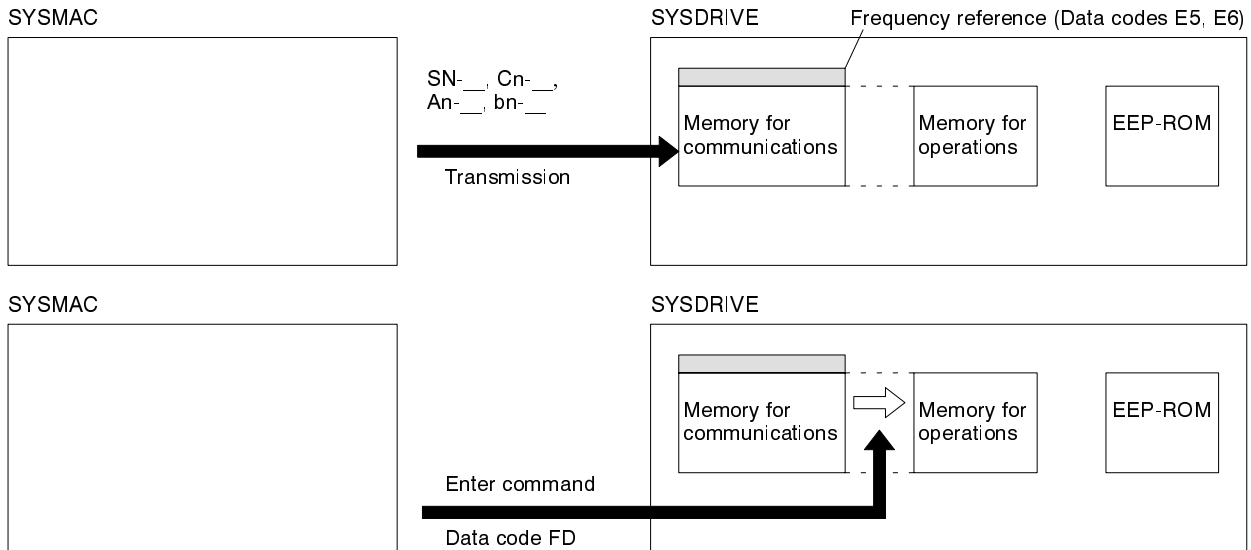 SYSMAC
SYSDRIVE
Frequency reference (Data codes E5, E6)
SN-__, Cn-__,
An-__, bn-__
Transmission
Memory for
communications
Memory for
operations
EEP-ROM
SYSMAC
SYSDRIVE
Memory for
communications
Memory for
operations
EEP-ROM
Enter command
Data code FD